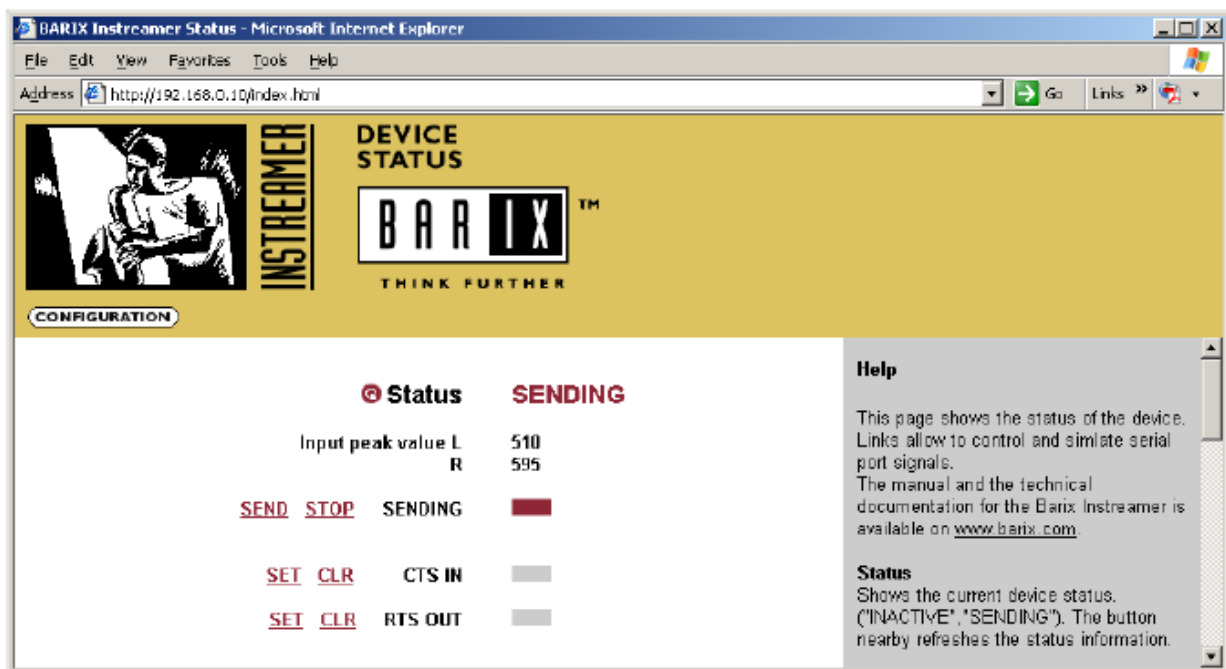 BARIX Instreamer Status - Microsoft Internet Explorer
File Edit View Favorites Tools Help
Address http://192.168.0.10/index.html Go Links »
INSTREAMER
DEVICE
STATUS
BARIX TM
THINK FURTHER
CONFIGURATION
Status SENDING
Input peak value L 510
R 595
SEND STOP SENDING
SET CLR CTS IN
SET CLR RTS OUT
Help
This page shows the status of the device.
Links allow to control and simlate serial
port signals.
The manual and the technical
documentation for the Barix Instreamer is
available on www.barix.com.
Status
Shows the current device status.
("INACTIVE","SENDING"). The button
nearby refreshes the status information.